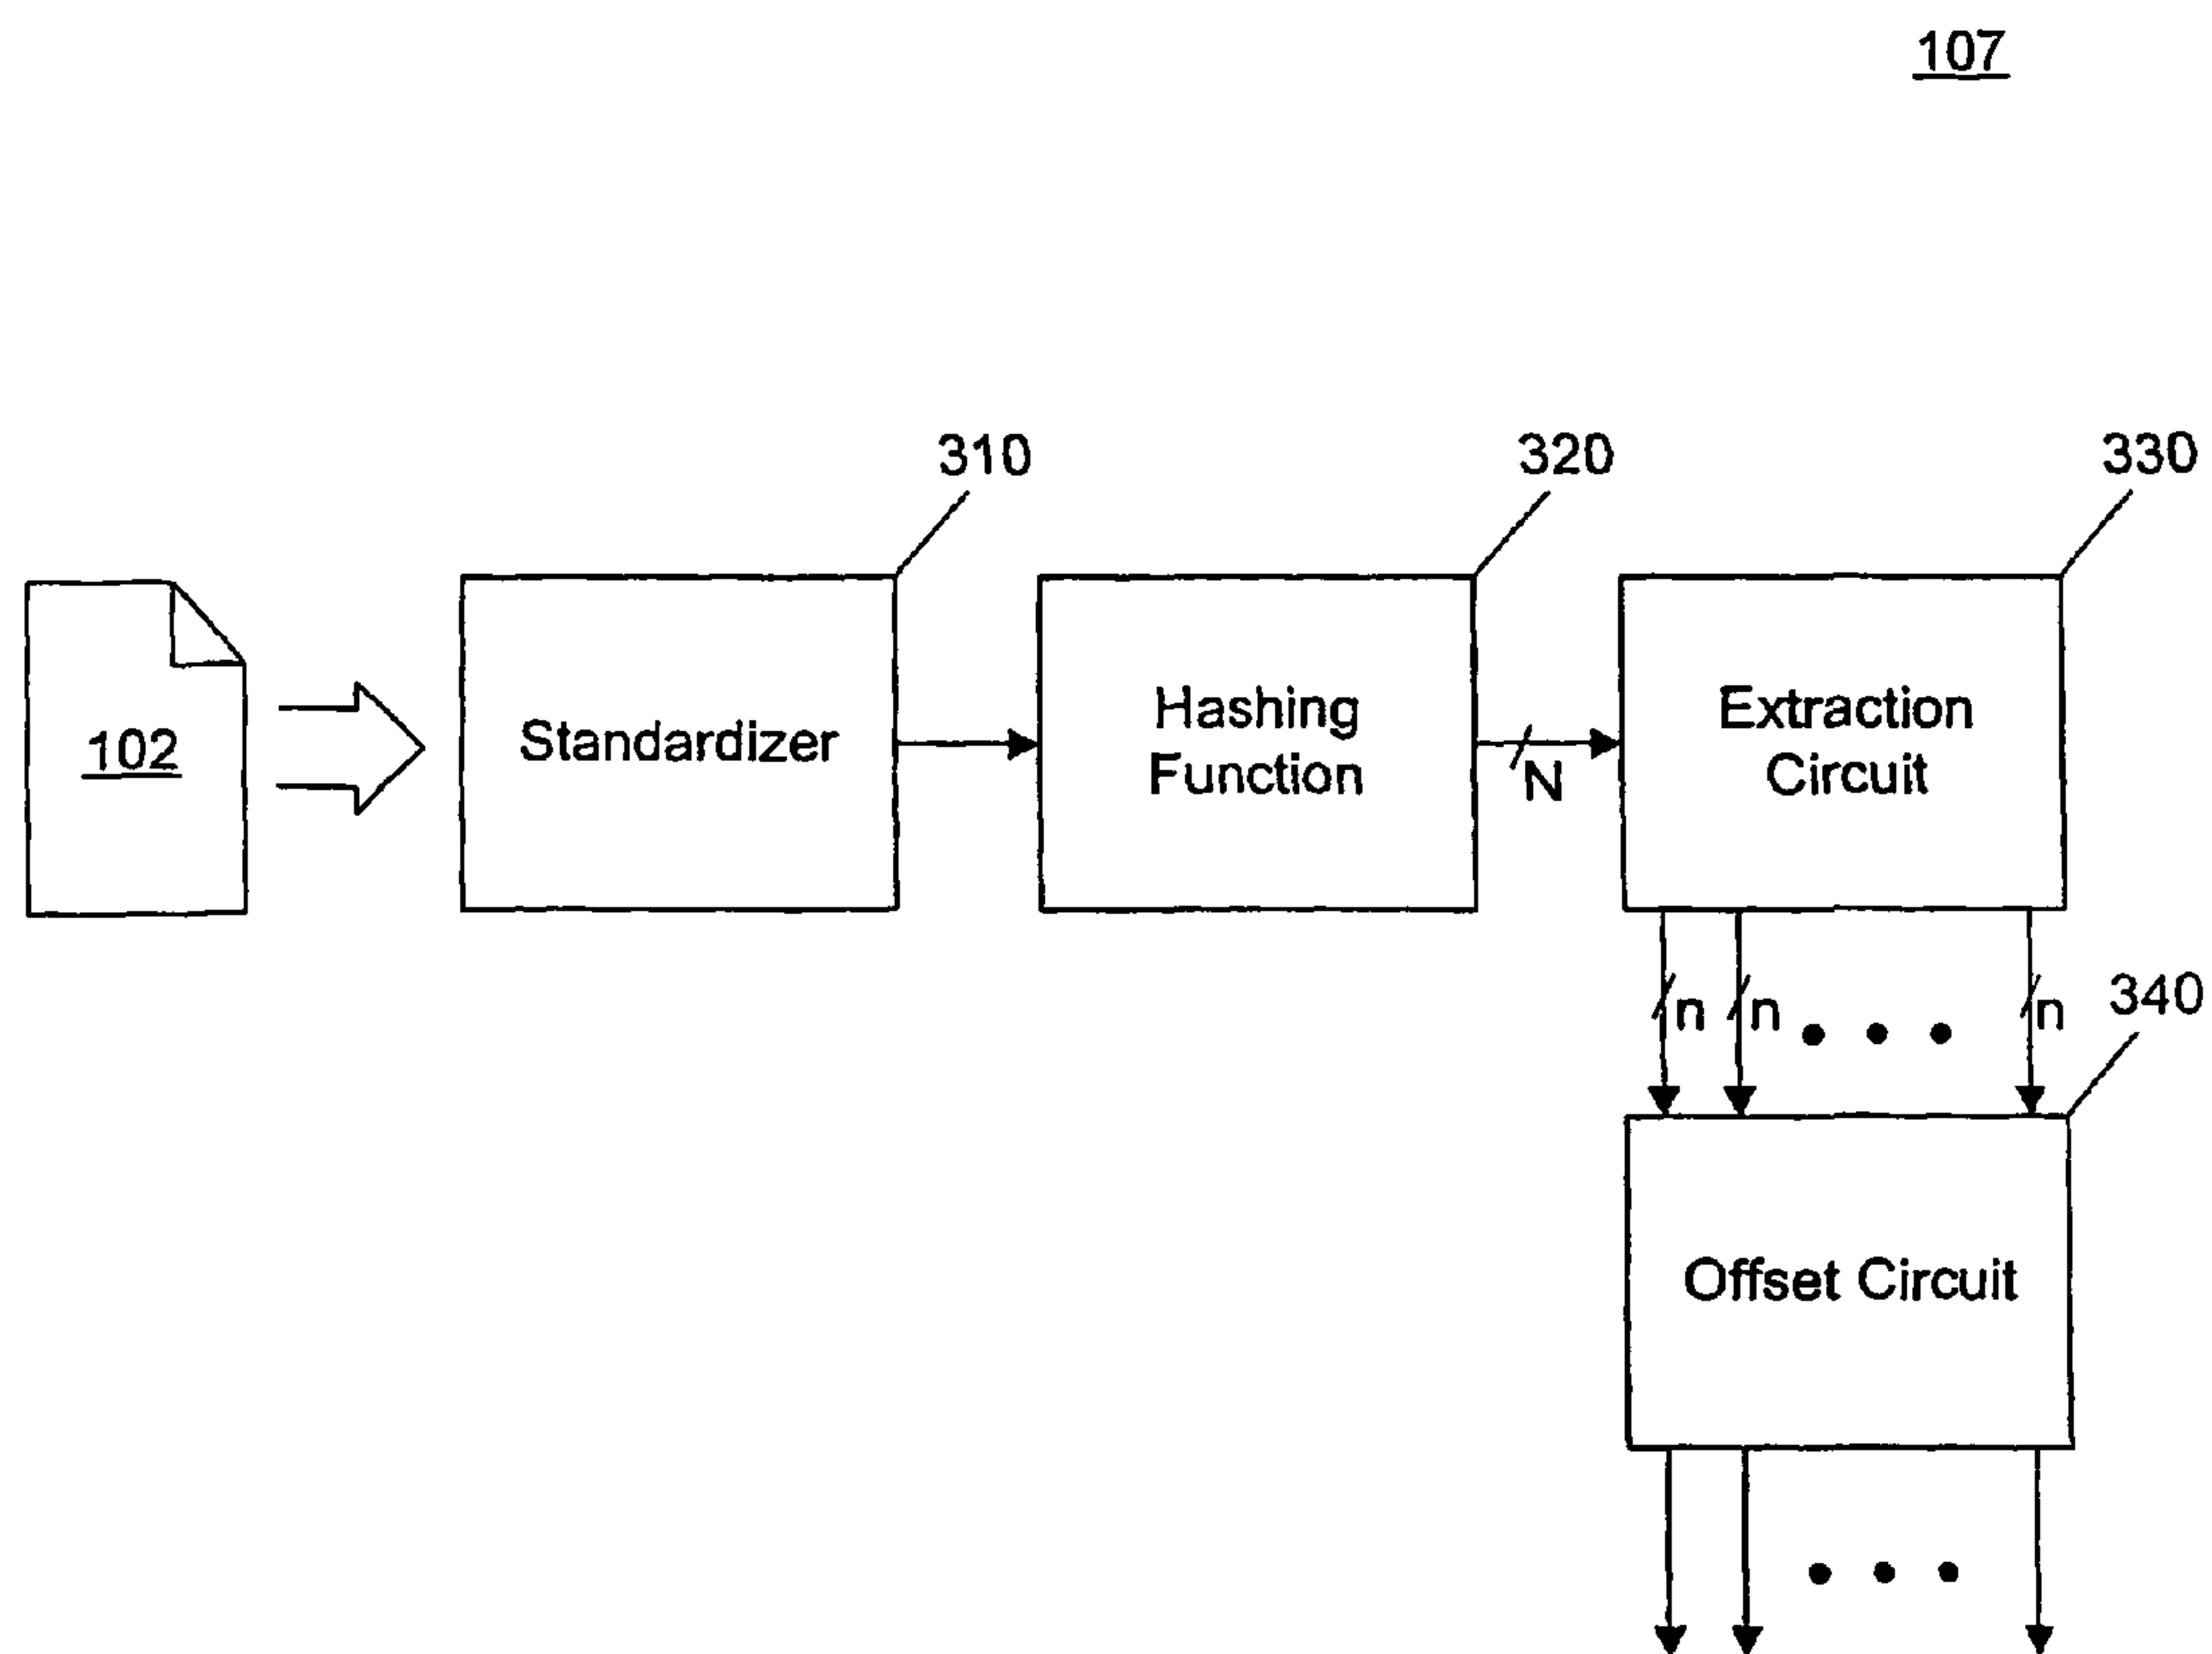 107
310
320
330
102
Standardizer
Hashing
Function
N
Extraction
Circuit
n
n
n
340
Offset Circuit